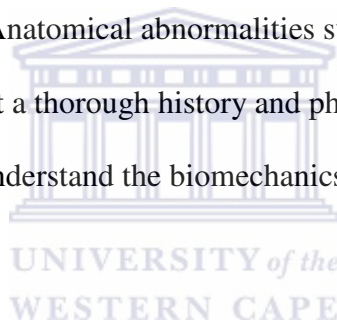 Anatomical abnormalities s
t a thorough history and ph
nderstand the biomechanics
UNIVERSITY of the
WESTERN CAPE